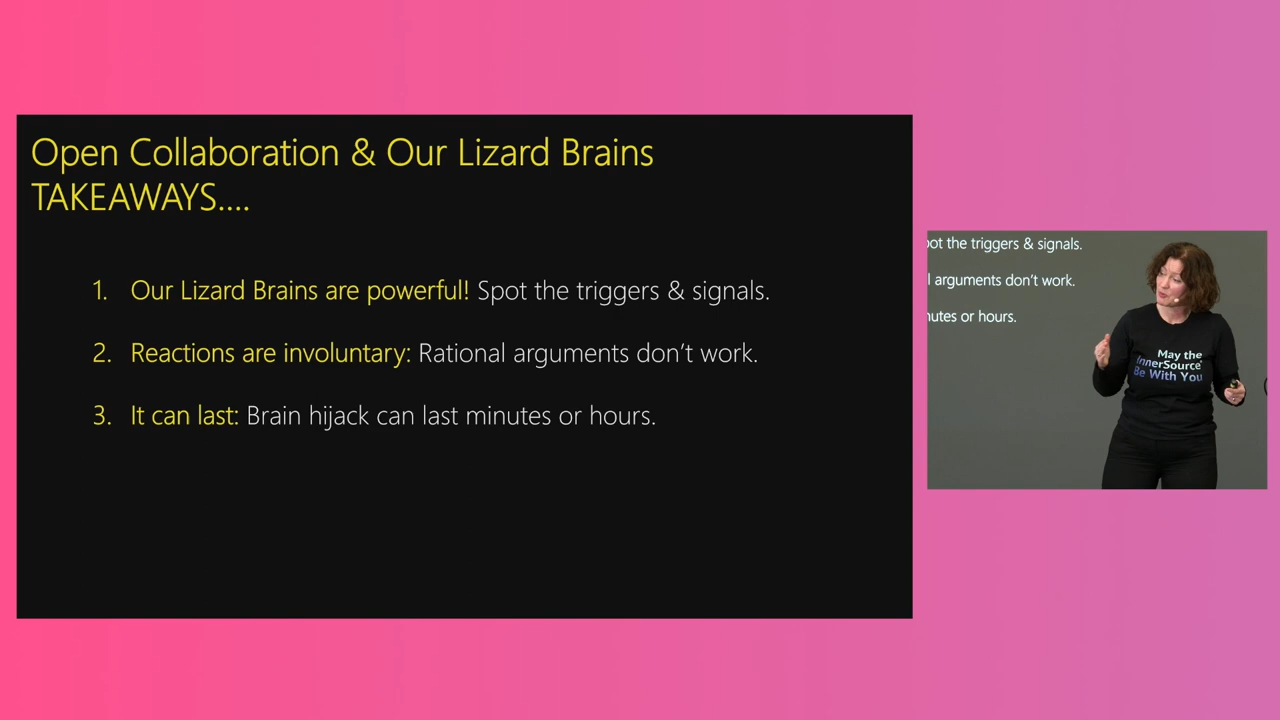 Open Collaboration & Our Lizard Brains
TAKEAWAYS....
1. Our Lizard Brains are powerful! Spot the triggers & signals.
2. Reactions are involuntary: Rational arguments don't work.
3. It can last: Brain hijack can last minutes or hours.
pot the triggers & signals.
l arguments don't work.
nutes or hours.
May the
InnerSource
Be With You